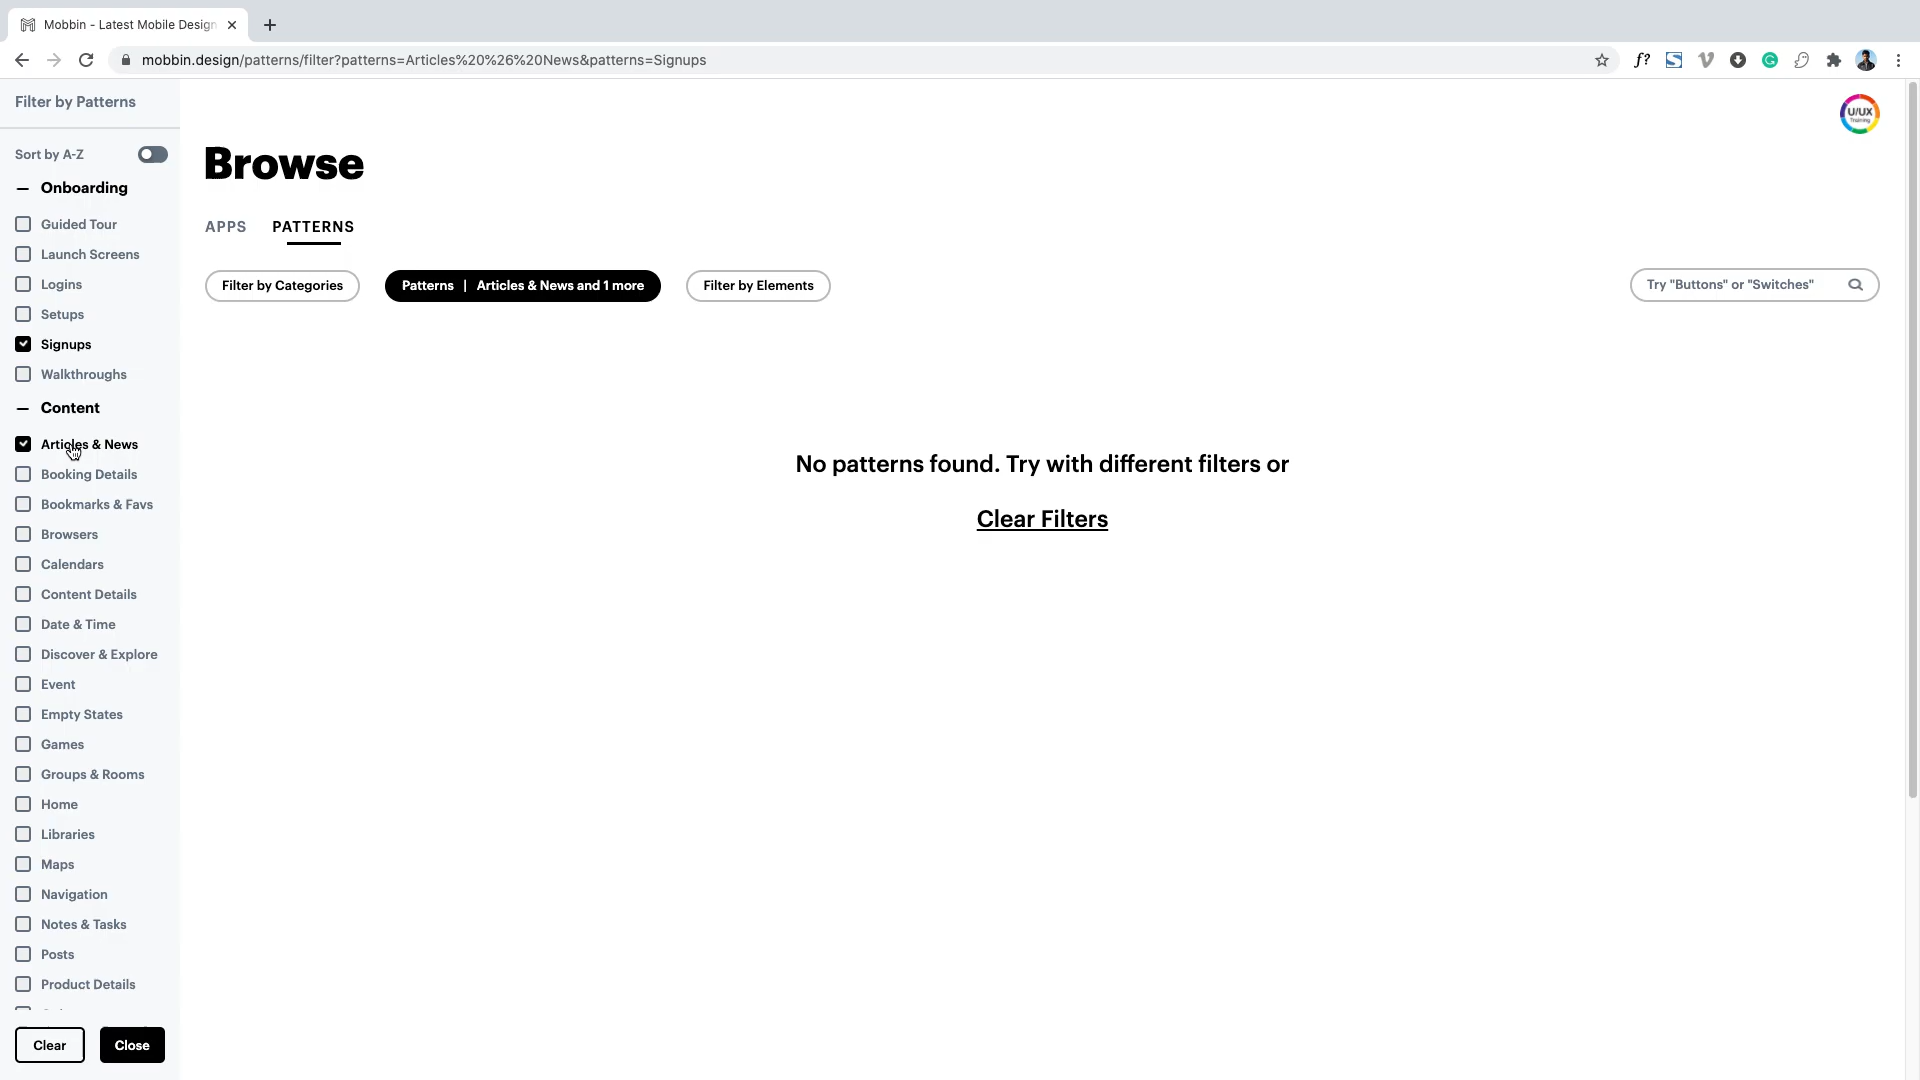 Mobbin - Latest Mobile Design
mobbin.design/patterns/filter?patterns=Articles%20%26%20News&patterns=Signups
Filter by Patterns
Sort by A-Z
Onboarding
Guided Tour
Launch Screens
Logins
Setups
Signups
Walkthroughs
Content
Articles & News
Booking Details
Bookmarks & Favs
Browsers
Calendars
Content Details
Date & Time
Discover & Explore
Event
Empty States
Games
Groups & Rooms
Home
Libraries
Maps
Navigation
Notes & Tasks
Posts
Product Details
Clear
Close
U/UX
Training
Browse
APPS
PATTERNS
Filter by Categories
Patterns | Articles & News and 1 more
Filter by Elements
Try "Buttons" or "Switches"
No patterns found. Try with different filters or
Clear Filters